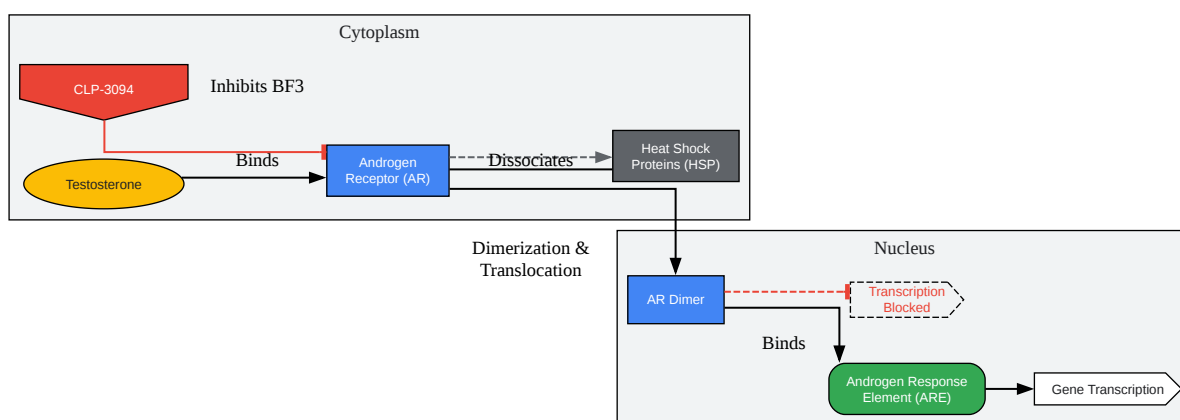 Cytoplasm
CLP-3094
Inhibits BF3
Binds
Dissociates
Heat Shock
Proteins (HSP)
Androgen
Receptor (AR)
Testosterone
Dimerization &
Translocation
Nucleus
AR Dimer
Transcription
Blocked
Binds
Androgen Response
Element (ARE)
Gene Transcription